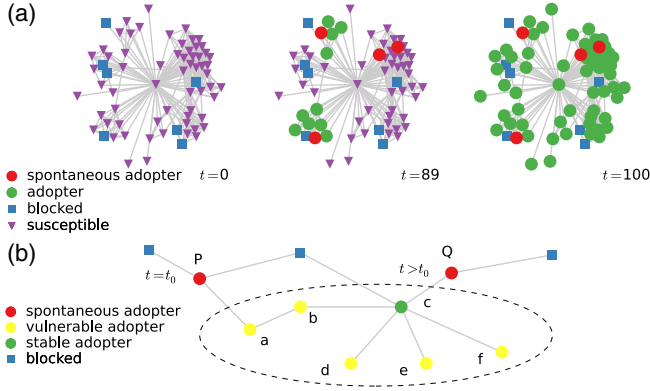 (a)
spontaneous adopter
adopter
blocked
susceptible
t=0
t=89
t=100
(b)
P
Q
t=t₀
t>t₀
spontaneous adopter
vulnerable adopter
stable adopter
blocked
a
b
c
d
e
f